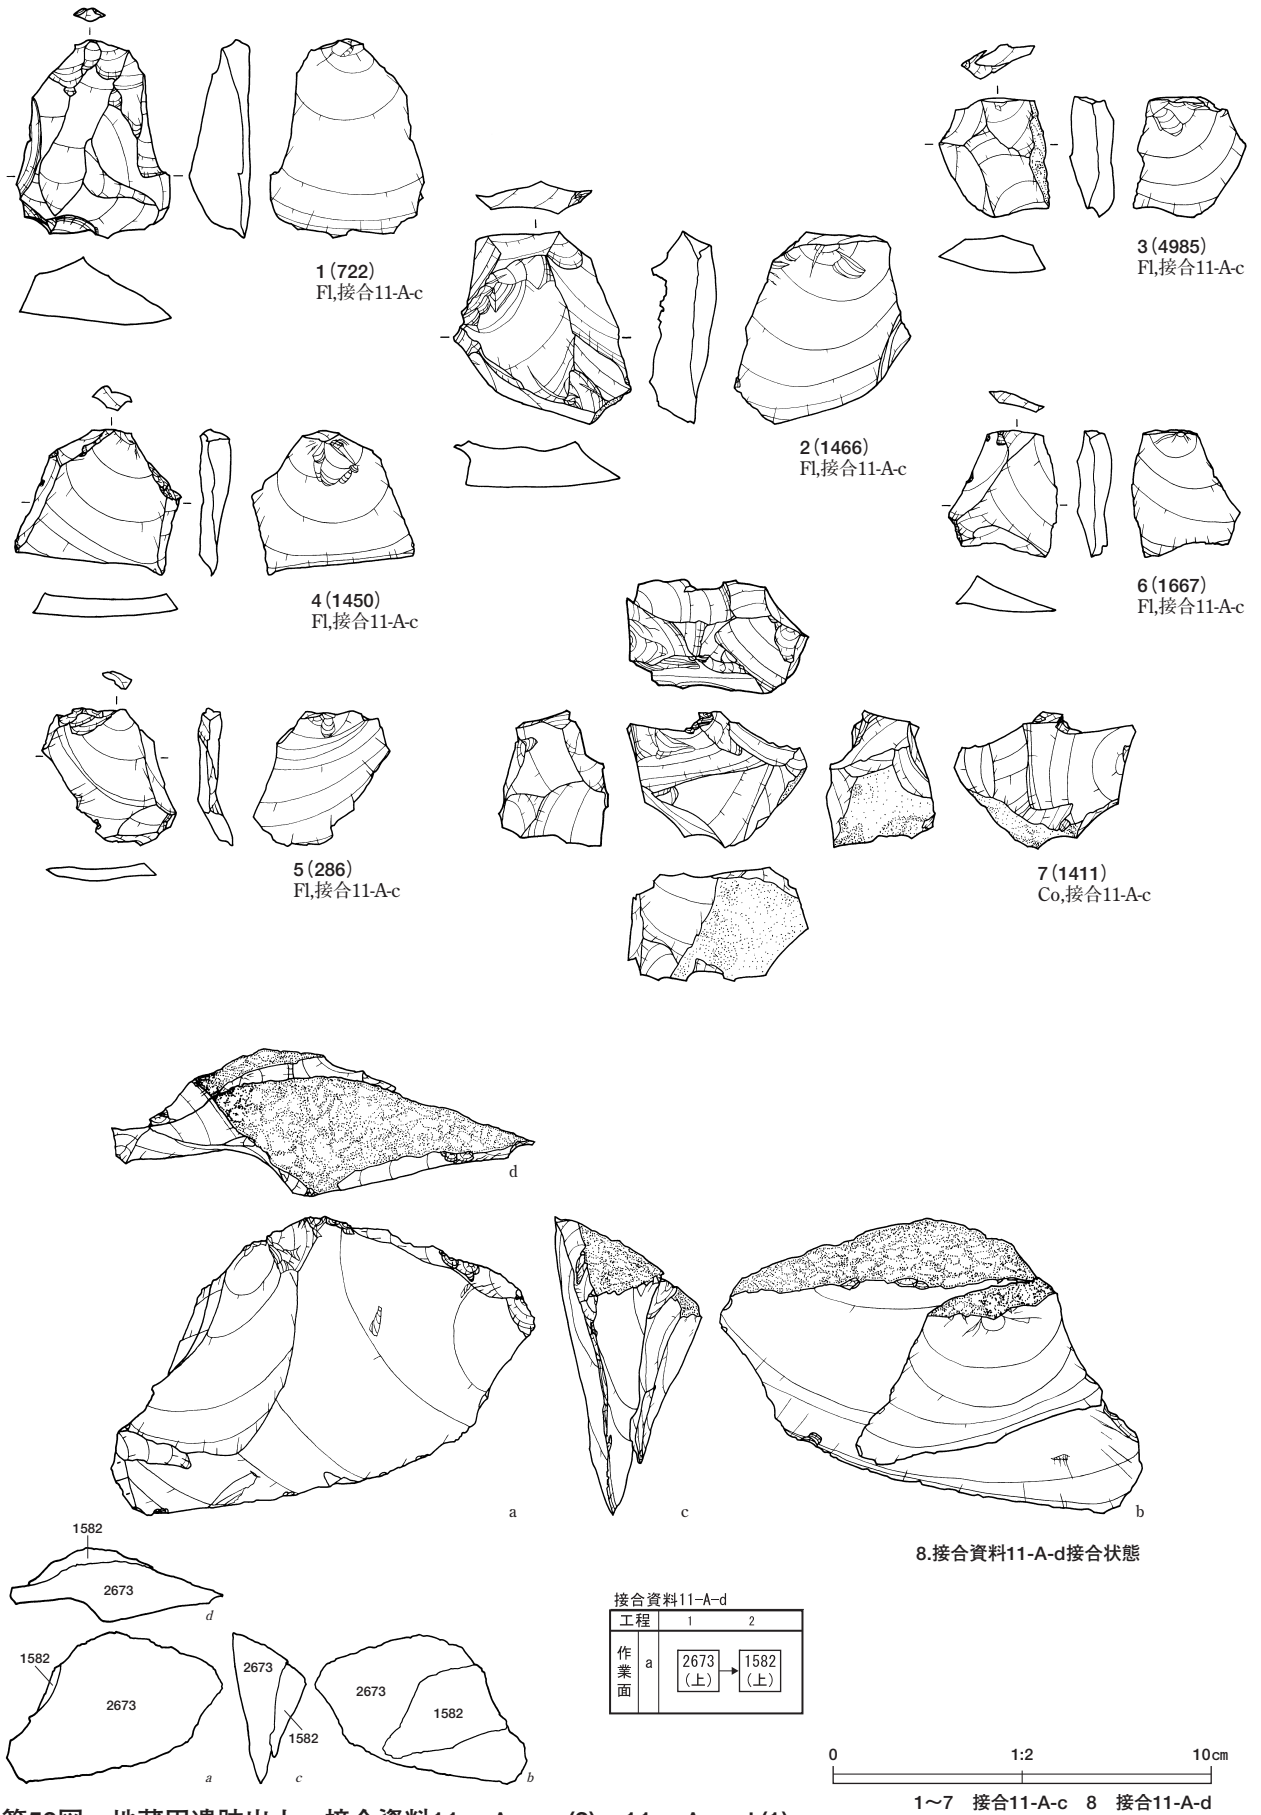 1(722)
Fl,接合11-A-c
2(1466)
Fl,接合11-A-c
3(4985)
Fl,接合11-A-c
4(1450)
Fl,接合11-A-c
6(1667)
Fl,接合11-A-c
5(286)
Fl,接合11-A-c
7(1411)
Co,接合11-A-c
d
a
c
b
8.接合資料11-A-d接合状態
1582
2673
d
1582
2673
a
2673
1582
c
2673
1582
b
接合資料11-A-d
工程 1 2
作業面 a 2673(上) 1582(上)
0 1:2 10cm
1〜7 接合11-A-c 8 接合11-A-d